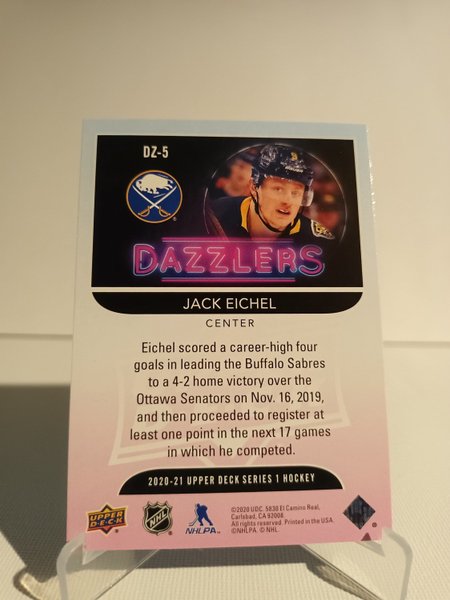 DZ-5
DAZZLERS
JACK EICHEL
CENTER
Eichel scored a career-high four
goals in leading the Buffalo Sabres
to a 4-2 home victory over the
Ottawa Senators on Nov. 16, 2019,
and then proceeded to register at
least one point in the next 17 games
in which he competed.
2020-21 UPPER DECK SERIES 1 HOCKEY
UPPER DECK
NHL
NHLPA
©2020 UDC. 5830 El Camino Real,
Carlsbad, CA 92008
All rights reserved. Printed in the USA.
©NHLPA. © NHL.